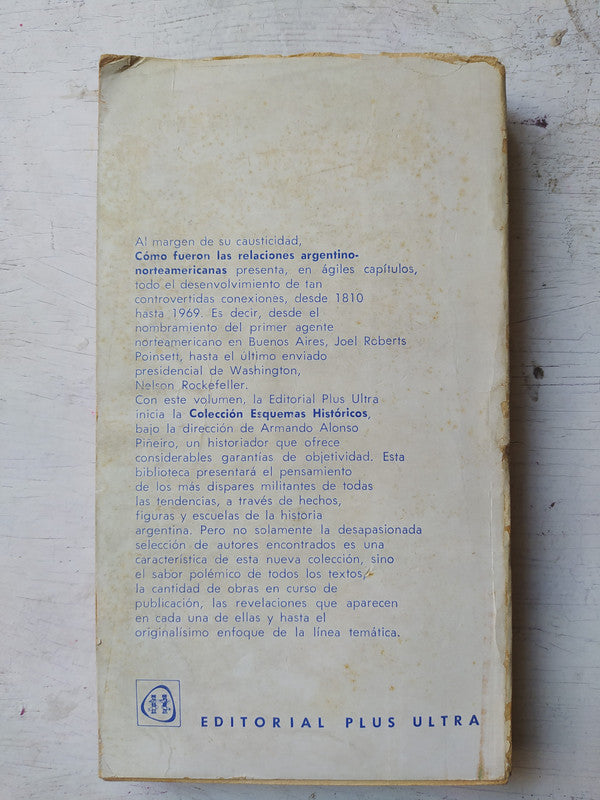 Al margen de su causticidad,
Cómo fueron las relaciones argentino-
norteamericanas presenta, en ágiles capítulos,
todo el desenvolvimiento de tan
controvertidas conexiones, desde 1810
hasta 1969. Es decir, desde el
nombramiento del primer agente
norteamericano en Buenos Aires, Joel Roberts
Poinsett, hasta el último enviado
presidencial de Washington,
Nelson Rockefeller.
Con este volumen, la Editorial Plus Ultra
inicia la Colección Esquemas Históricos,
bajo la dirección de Armando Alonso
Piñeiro, un historiador que ofrece
considerables garantías de objetividad. Esta
biblioteca presentará el pensamiento
de los más dispares militantes de todas
las tendencias, a través de hechos,
figuras y escuelas de la historia
argentina. Pero no solamente la desapasionada
selección de autores encontrados es una
característica de esta nueva colección, sino
el sabor polémico de todos los textos,
la cantidad de obras en curso de
publicación, las revelaciones que aparecen
en cada una de ellas y hasta el
originalísimo enfoque de la línea temática.
EDITORIAL PLUS ULTRA